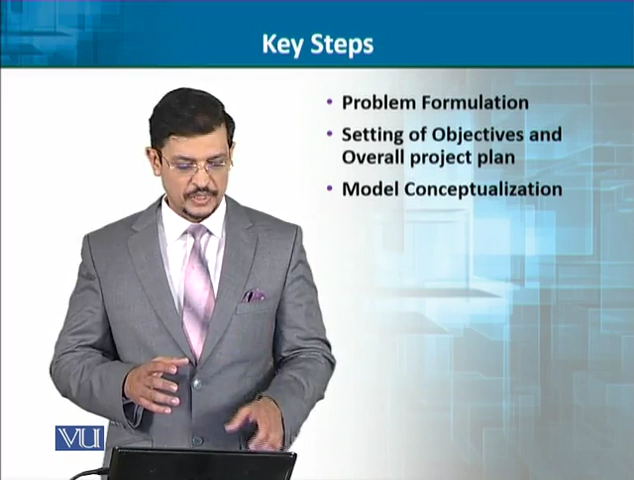 Key Steps
• Problem Formulation
• Setting of Objectives and
Overall project plan
• Model Conceptualization
VU